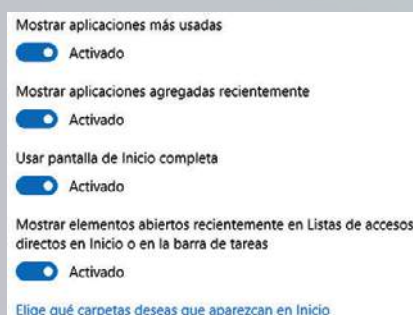 Mostrar aplicaciones más usadas
Activado
Mostrar aplicaciones agregadas recientemente
Activado
Usar pantalla de Inicio completa
Activado
Mostrar elementos abiertos recientemente en Listas de accesos
directos en Inicio o en la barra de tareas
Activado
Elige qué carpetas deseas que aparezcan en Inicio